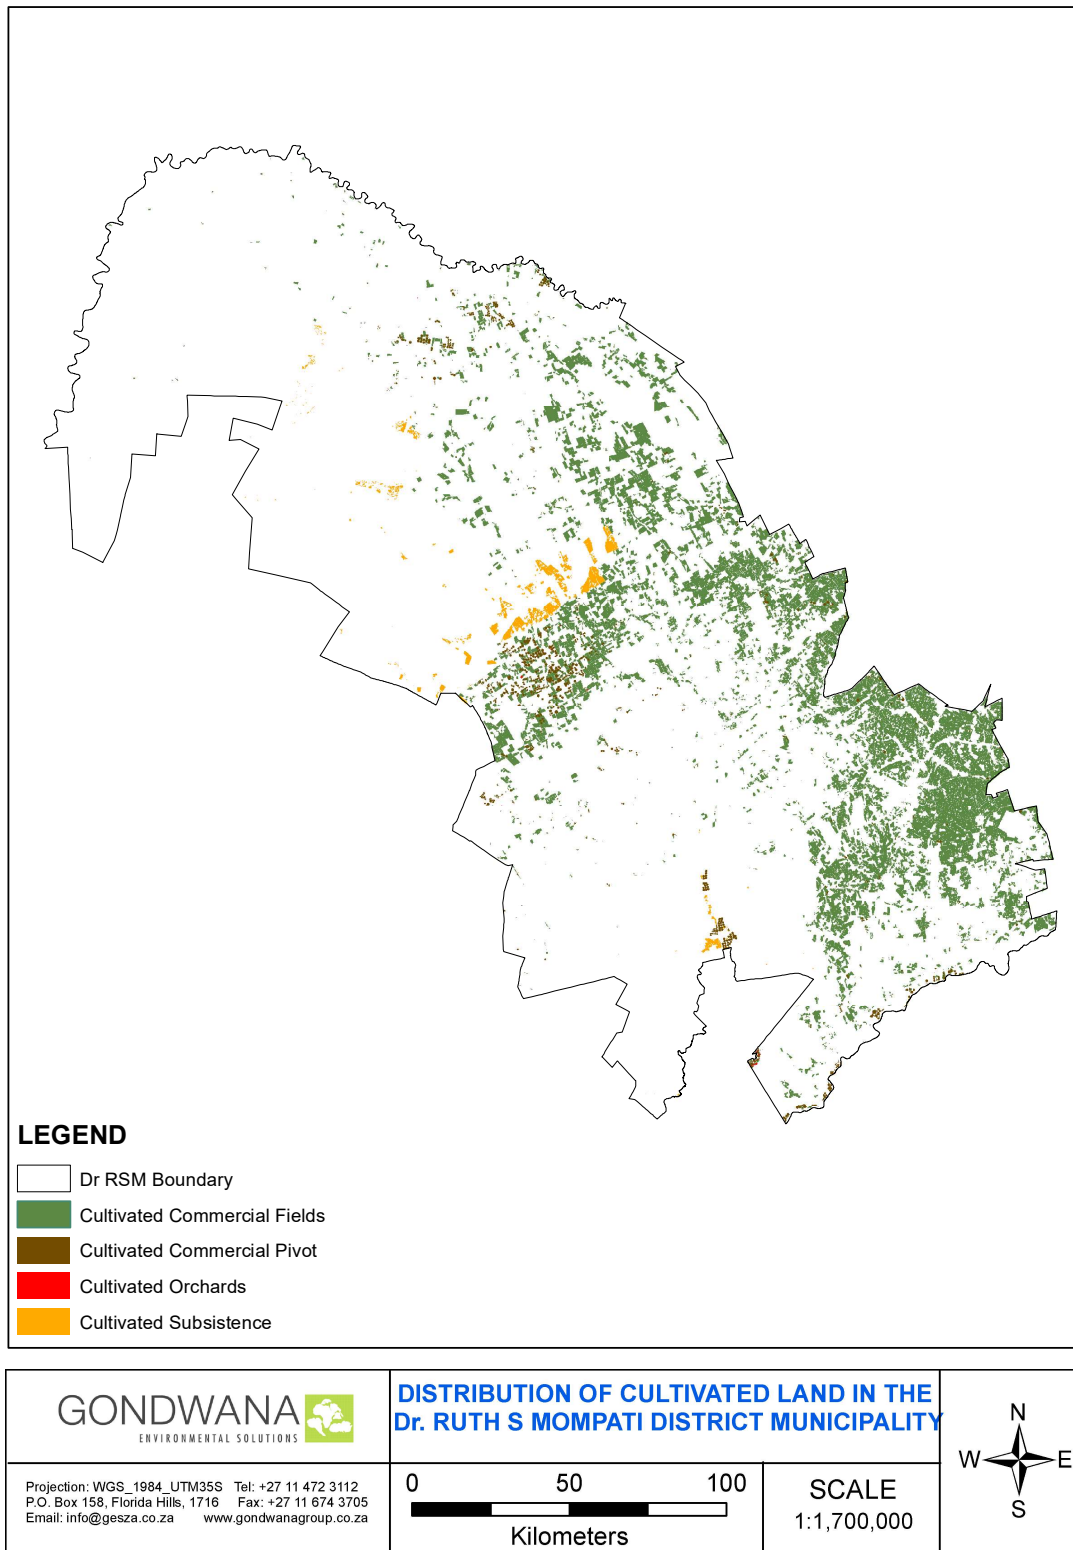 LEGEND
Dr RSM Boundary
Cultivated Commercial Fields
Cultivated Commercial Pivot
Cultivated Orchards
Cultivated Subsistence
GONDWANA
ENVIRONMENTAL SOLUTIONS
DISTRIBUTION OF CULTIVATED LAND IN THE
Dr. RUTH S MOMPATI DISTRICT MUNICIPALITY
N
W E
S
Projection: WGS_1984_UTM35S Tel: +27 11 472 3112
P.O. Box 158, Florida Hills, 1716 Fax: +27 11 674 3705
Email: info@gesza.co.za www.gondwanagroup.co.za
0 50 100
Kilometers
SCALE
1:1,700,000